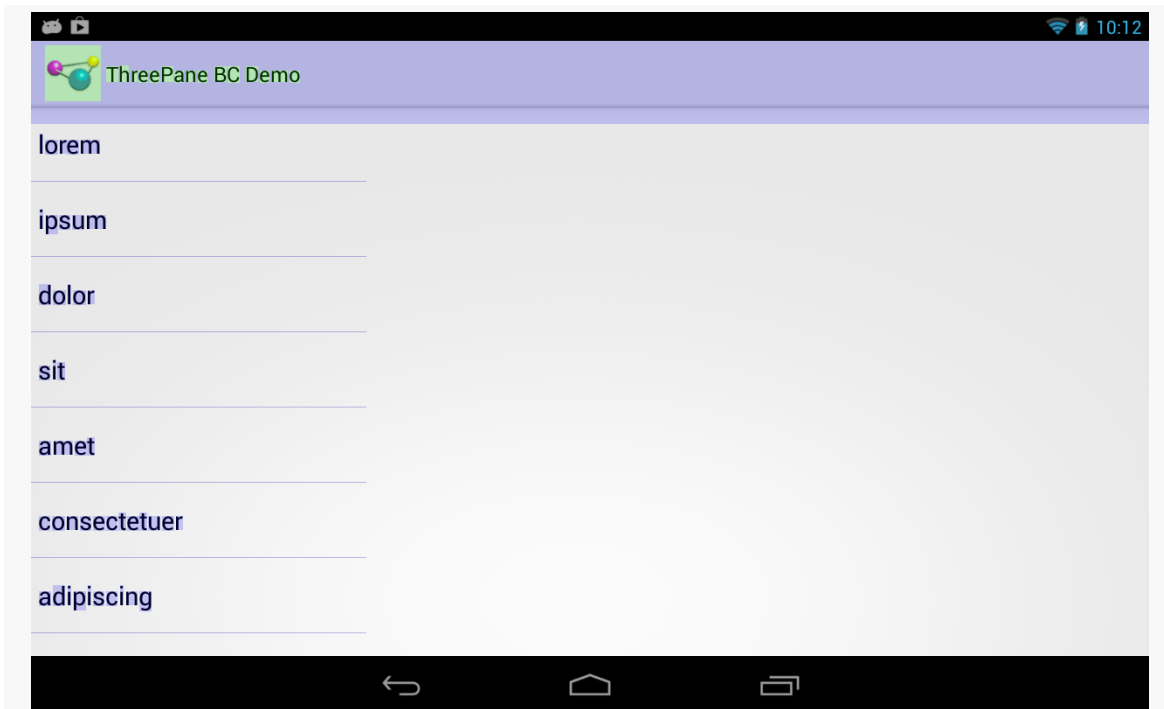 10:12
ThreePane BC Demo
lorem
ipsum
dolor
sit
amet
consectetuer
adipiscing